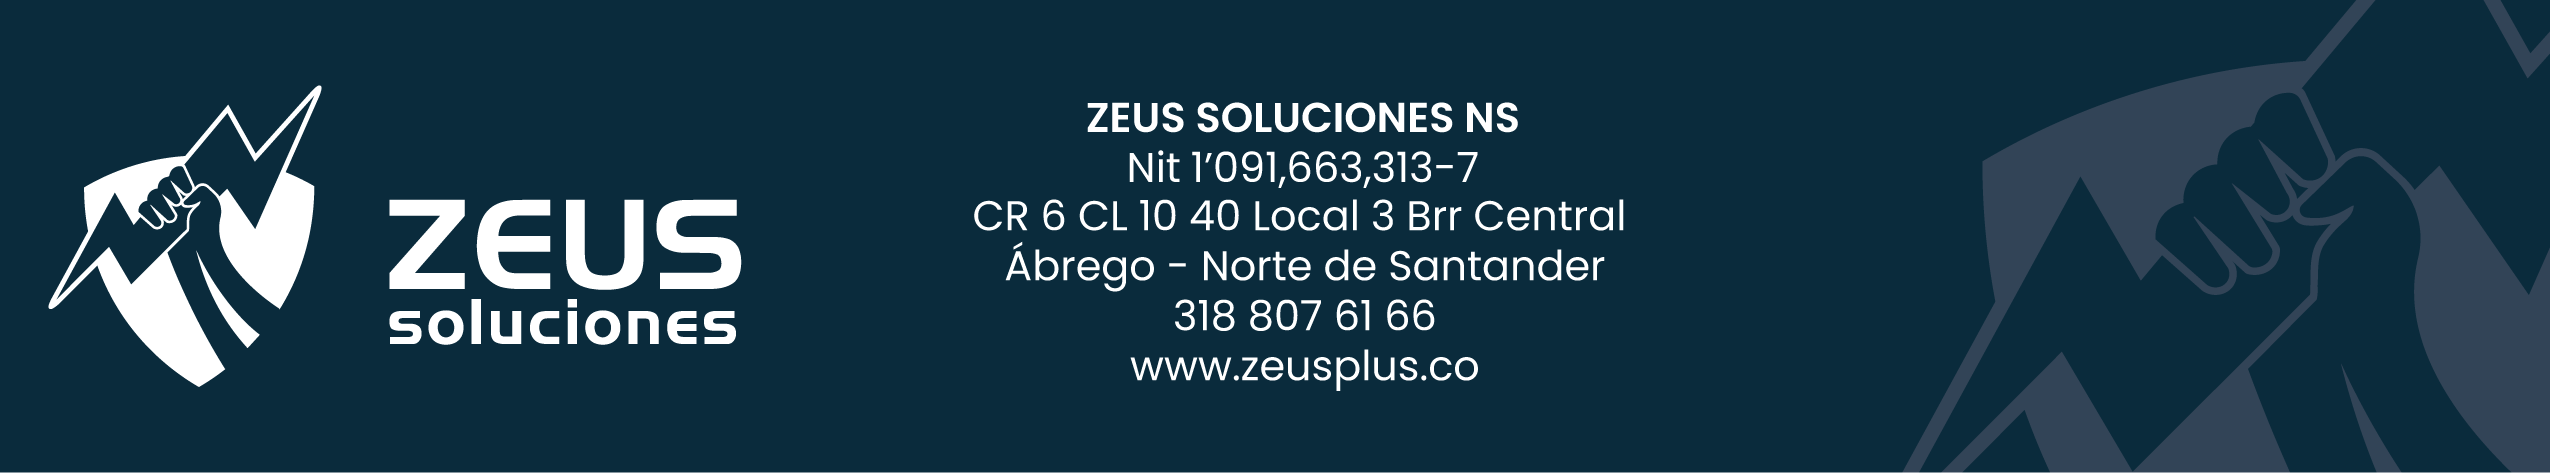 ZEUS
soluciones
ZEUS SOLUCIONES NS
Nit 1’091,663,313-7
CR 6 CL 10 40 Local 3 Brr Central
Ábrego - Norte de Santander
318 807 61 66
www.zeusplus.co